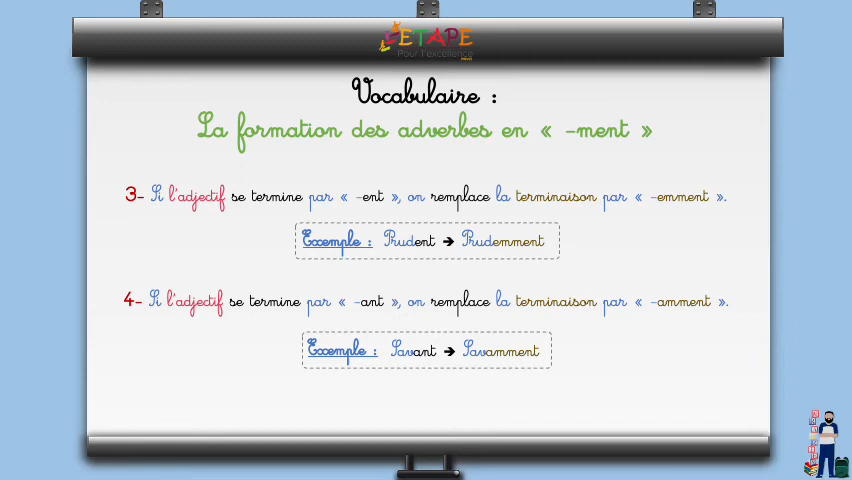 ETAPE
Pour l'excellence
Vocabulaire :
La formation des adverbes en « -ment »
3- Si l'adjectif se termine par « -ent », on remplace la terminaison par « -emment ».
Exemple : Prudent ➔ Prudemment
4- Si l'adjectif se termine par « -ant », on remplace la terminaison par « -amment ».
Exemple : Savant ➔ Savamment